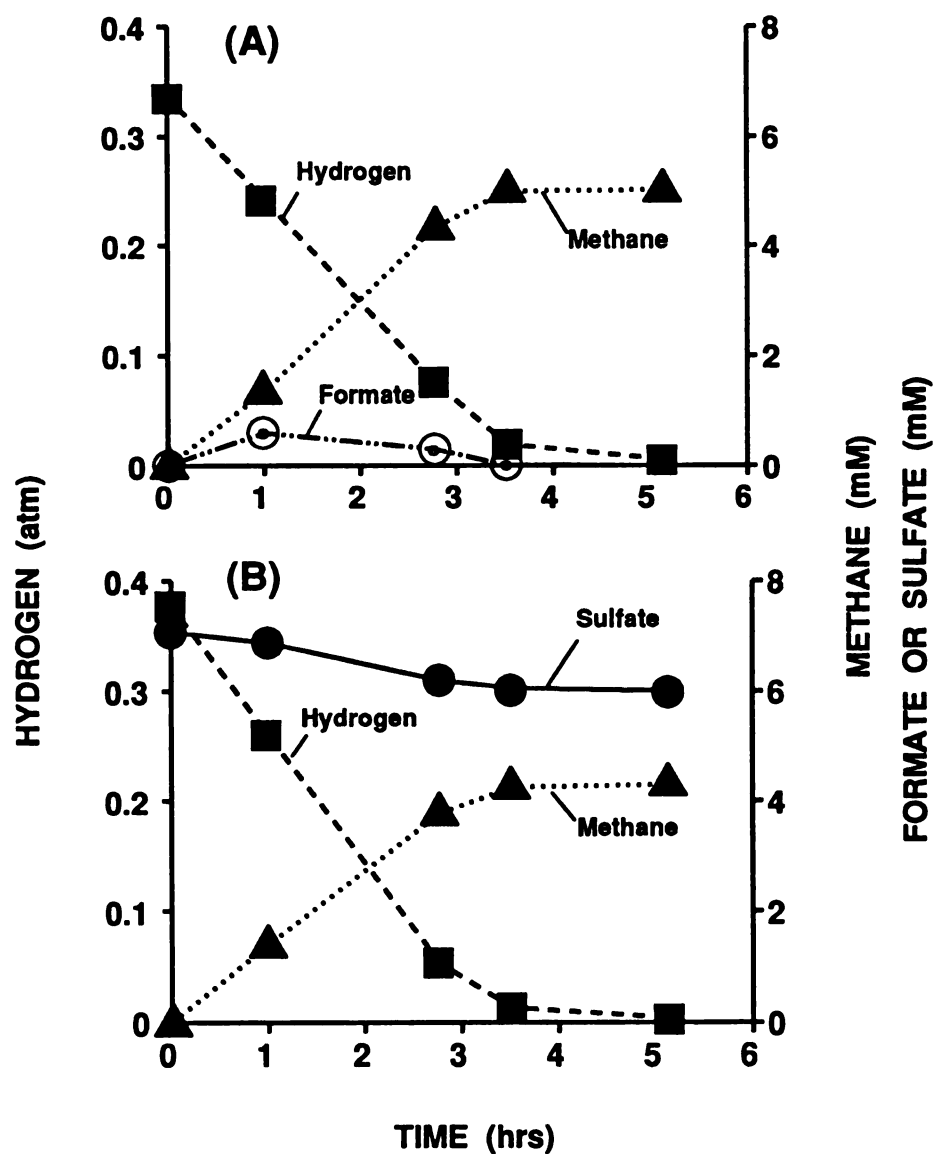 (A)
0.4
0.3
0.2
0.1
0
8
6
4
2
0
Hydrogen
Methane
Formate
0 1 2 3 4 5 6
(B)
0.4
0.3
0.2
0.1
0
8
6
4
2
0
Sulfate
Hydrogen
Methane
0 1 2 3 4 5 6
HYDROGEN (atm)
METHANE (mM)
FORMATE OR SULFATE (mM)
TIME (hrs)